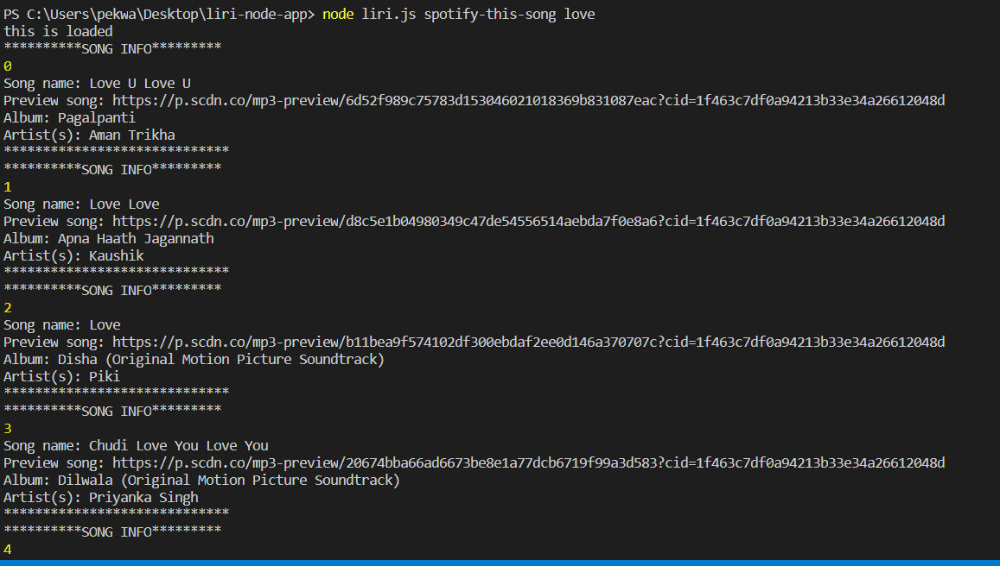 PS C:\Users\pekwa\Desktop\liri-node-app> node liri.js spotify-this-song love
this is loaded
**********SONG INFO*********
0
Song name: Love U Love U
Preview song: https://p.scdn.co/mp3-preview/6d52f989c75783d153046021018369b831087eac?cid=1f463c7df0a94213b33e34a26612048d
Album: Pagalpanti
Artist(s): Aman Trikha
*****************************
**********SONG INFO*********
1
Song name: Love Love
Preview song: https://p.scdn.co/mp3-preview/d8c5e1b04980349c47de54556514aebda7f0e8a6?cid=1f463c7df0a94213b33e34a26612048d
Album: Apna Haath Jagannath
Artist(s): Kaushik
*****************************
**********SONG INFO*********
2
Song name: Love
Preview song: https://p.scdn.co/mp3-preview/b11bea9f574102df300ebdaf2ee0d146a370707c?cid=1f463c7df0a94213b33e34a26612048d
Album: Disha (Original Motion Picture Soundtrack)
Artist(s): Piki
*****************************
**********SONG INFO*********
3
Song name: Chudi Love You Love You
Preview song: https://p.scdn.co/mp3-preview/20674bba66ad6673be8e1a77dcb6719f99a3d583?cid=1f463c7df0a94213b33e34a26612048d
Album: Dilwala (Original Motion Picture Soundtrack)
Artist(s): Priyanka Singh
*****************************
**********SONG INFO*********
4